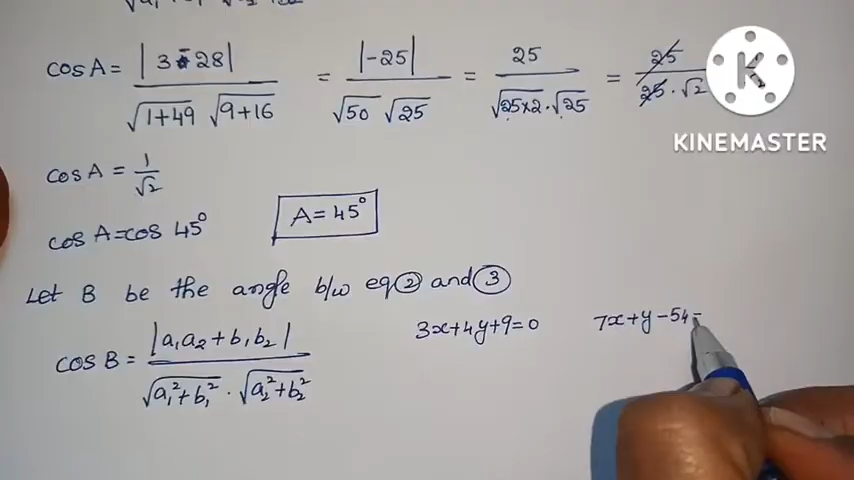 cos A = |3 - 28| / √1+49 √9+16 = |-25| / √50 √25 = 25 / √25×2 · √25 = 25 / 25 · √2
K
KINEMASTER
cos A = 1/√2
cos A = cos 45°
A = 45°
Let B be the angle b/w eq ② and ③
cos B = |a₁a₂ + b₁b₂| / √a₁²+b₁² · √a₂²+b₂²
3x+4y+9=0
7x+y-54=